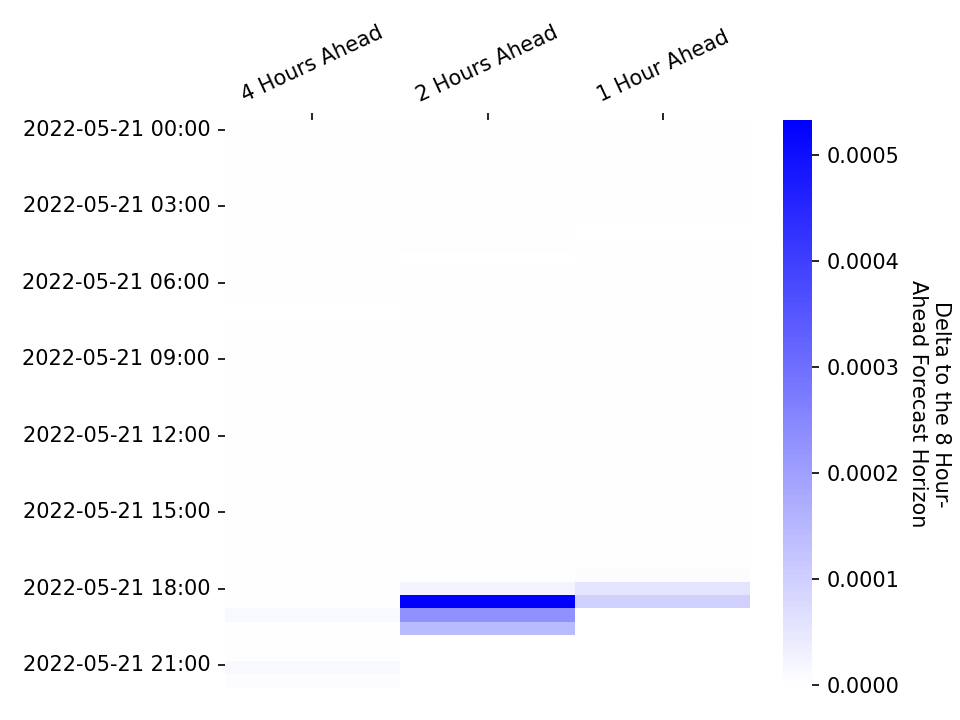 4 Hours Ahead
2 Hours Ahead
1 Hour Ahead
2022-05-21 00:00
2022-05-21 03:00
2022-05-21 06:00
2022-05-21 09:00
2022-05-21 12:00
2022-05-21 15:00
2022-05-21 18:00
2022-05-21 21:00
0.0005
0.0004
0.0003
0.0002
0.0001
0.0000
Delta to the 8 Hour-
Ahead Forecast Horizon